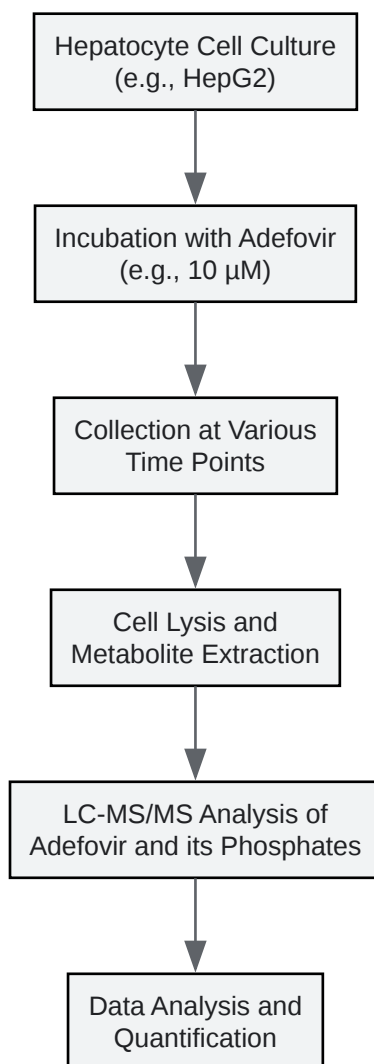 Hepatocyte Cell Culture
(e.g., HepG2)
Incubation with Adefovir
(e.g., 10 µM)
Collection at Various
Time Points
Cell Lysis and
Metabolite Extraction
LC-MS/MS Analysis of
Adefovir and its Phosphates
Data Analysis and
Quantification